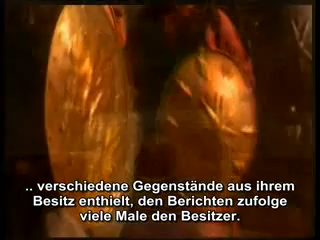 .. verschiedene Gegenstände aus ihrem
Besitz enthielt, den Berichten zufolge
viele Male den Besitzer.